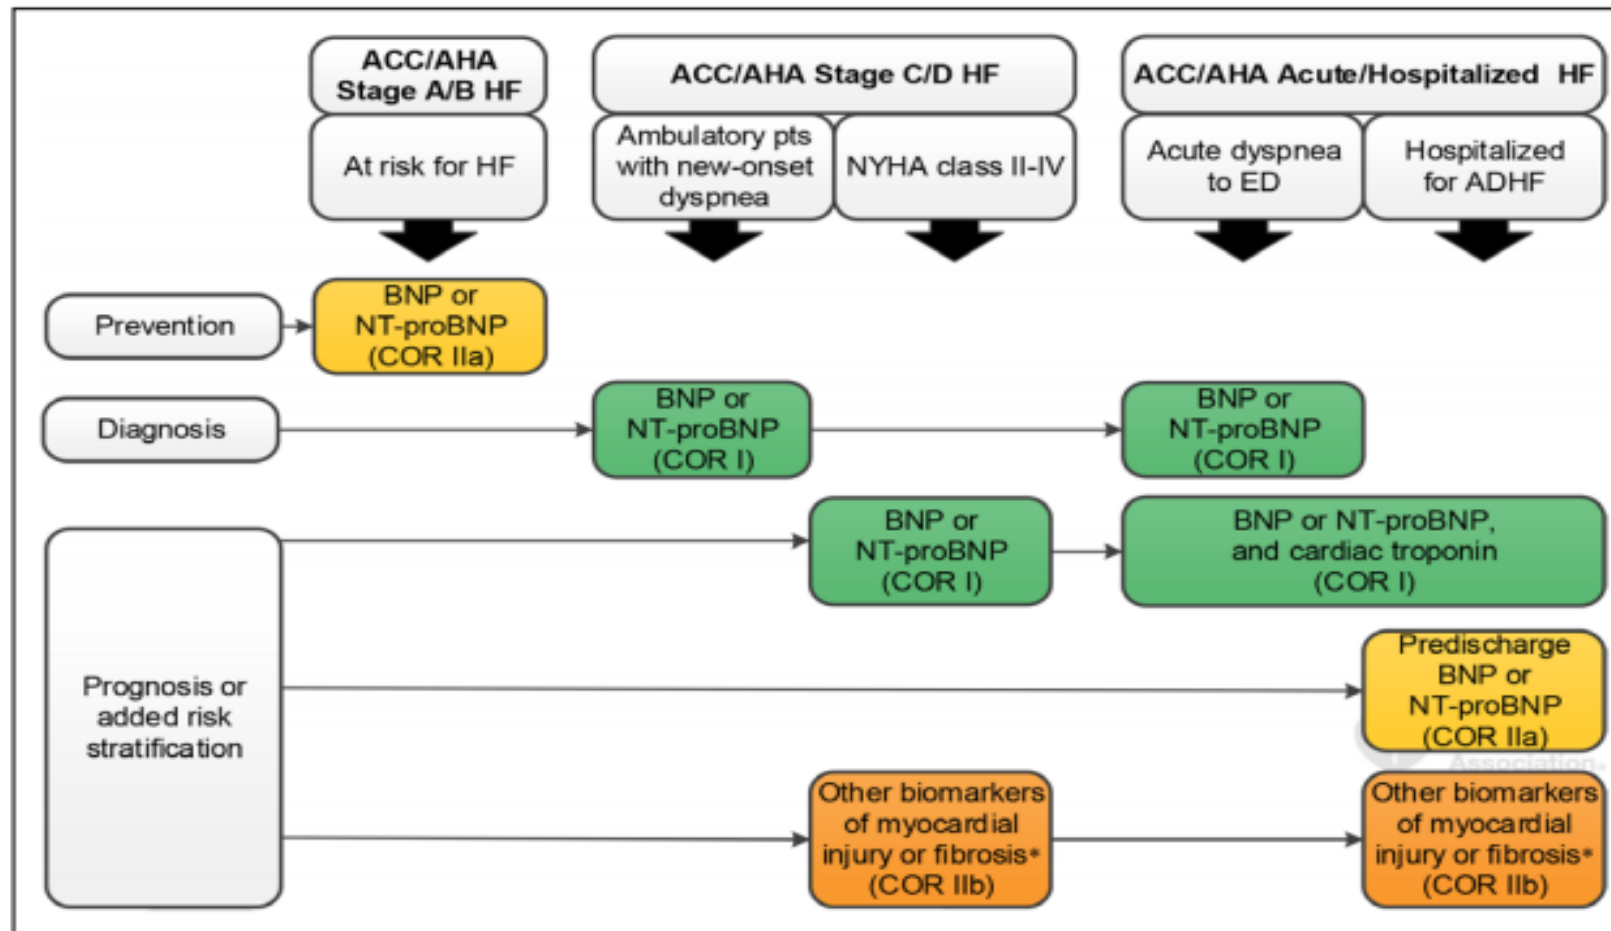 ACC/AHA
Stage A/B HF
At risk for HF
ACC/AHA Stage C/D HF
Ambulatory pts
with new-onset
dyspnea
NYHA class II-IV
ACC/AHA Acute/Hospitalized HF
Acute dyspnea
to ED
Hospitalized
for ADHF
Prevention
BNP or
NT-proBNP
(COR IIa)
Diagnosis
BNP or
NT-proBNP
(COR I)
BNP or
NT-proBNP
(COR I)
Prognosis or
added risk
stratification
BNP or
NT-proBNP
(COR I)
BNP or NT-proBNP,
and cardiac troponin
(COR I)
Predischarge
BNP or
NT-proBNP
(COR IIa)
Association.
Other biomarkers
of myocardial
injury or fibrosis*
(COR IIb)
Other biomarkers
of myocardial
injury or fibrosis*
(COR IIb)